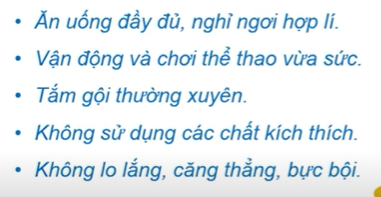 • Ăn uống đầy đủ, nghỉ ngơi hợp lí.
• Vận động và chơi thể thao vừa sức.
• Tắm gội thường xuyên.
• Không sử dụng các chất kích thích.
• Không lo lắng, căng thẳng, bực bội.